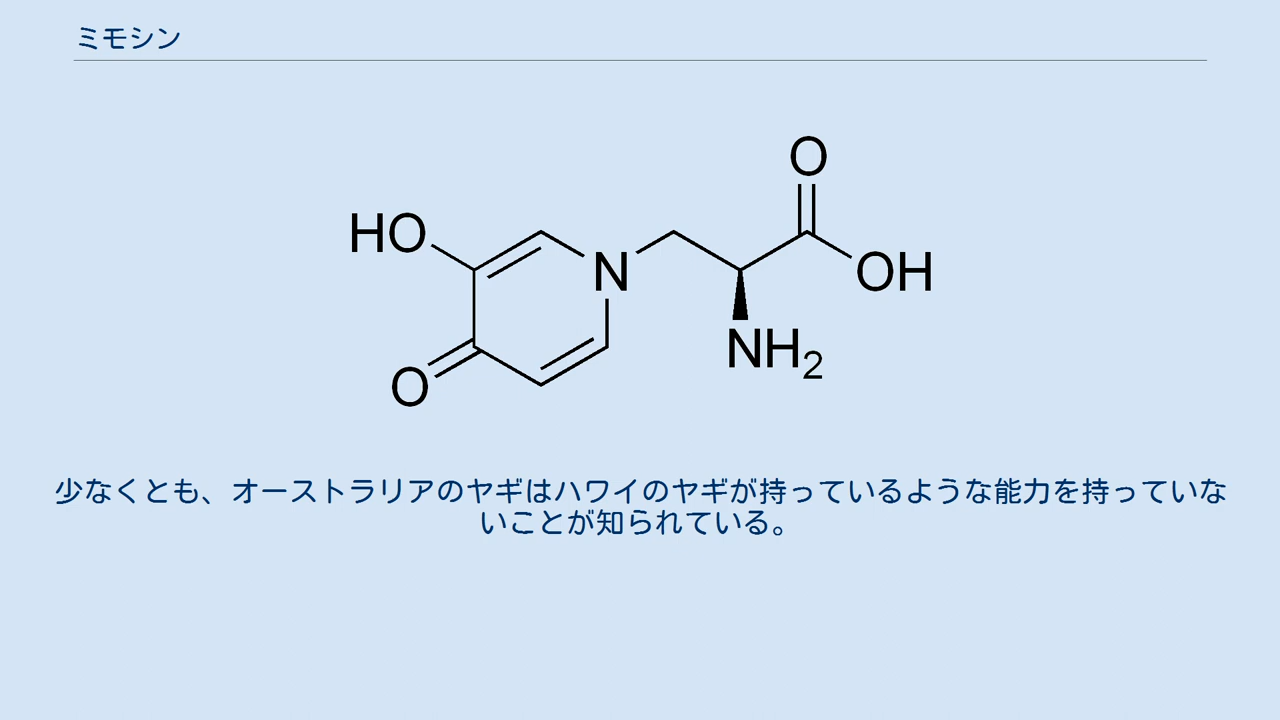 ミモシン
O
HO
N
OH
NH2
O
少なくとも、オーストラリアのヤギはハワイのヤギが持っているような能力を持っていな
いことが知られている。